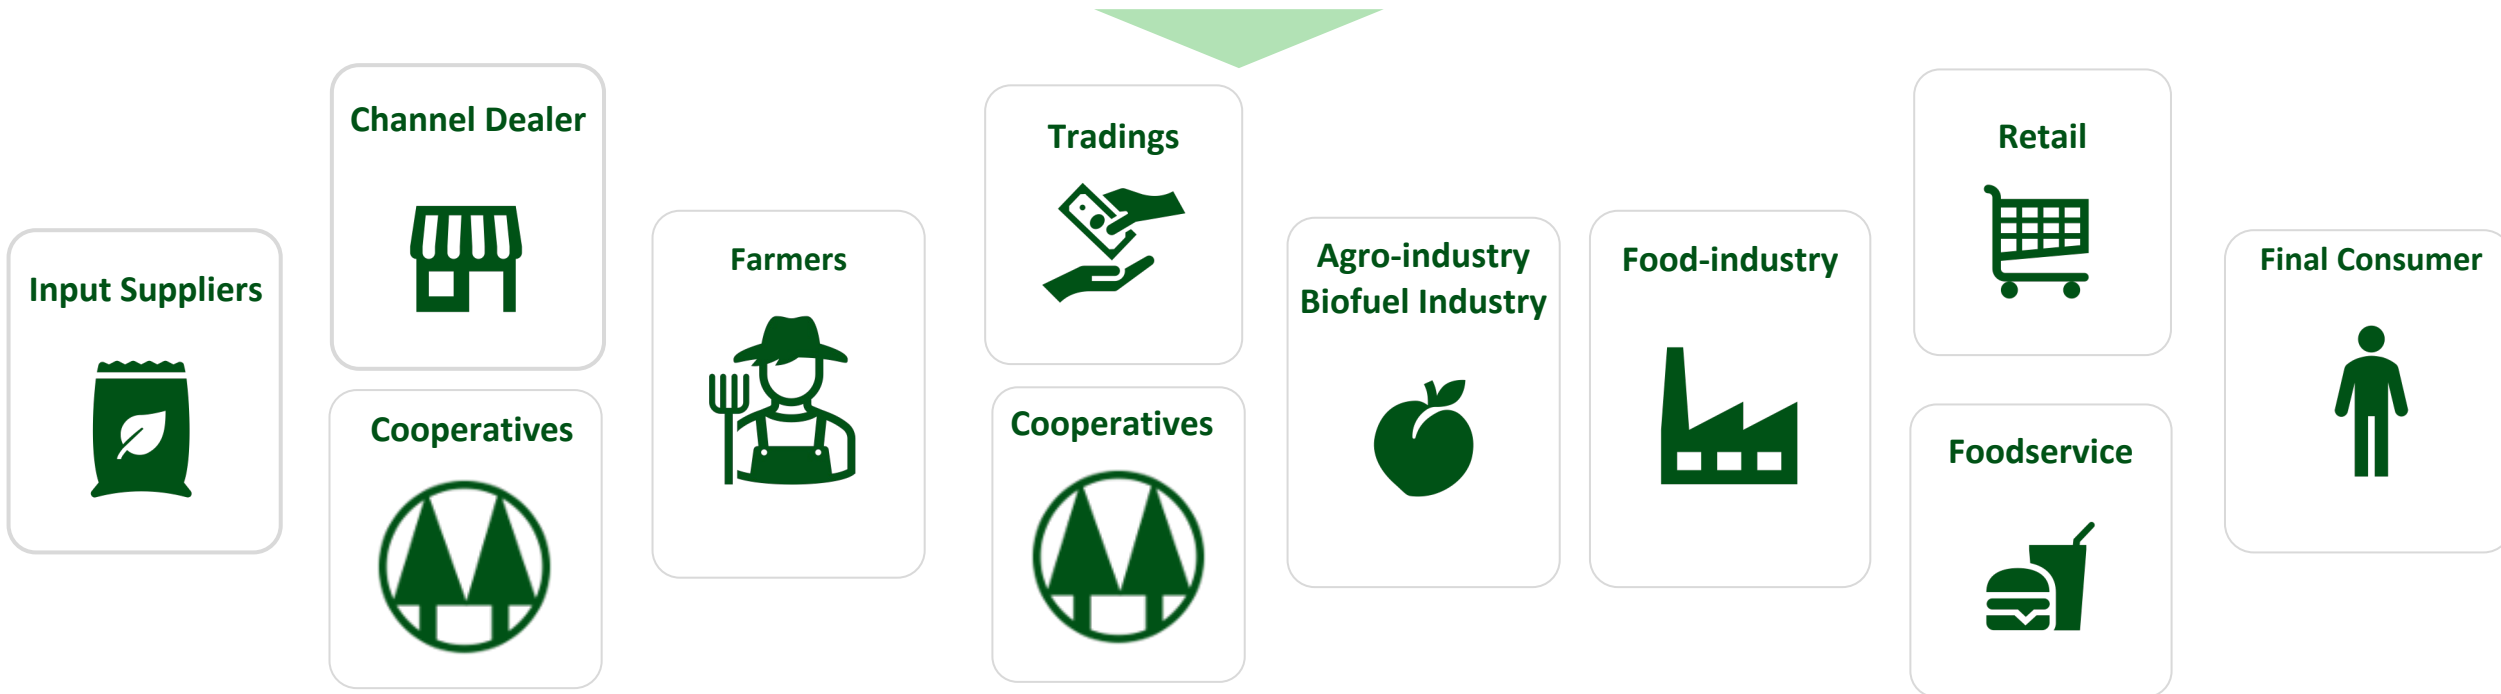 Input Suppliers
Channel Dealer
Cooperatives
Farmers
Tradings
Cooperatives
Agro-industry
Biofuel Industry
Food-industry
Retail
Foodservice
Final Consumer